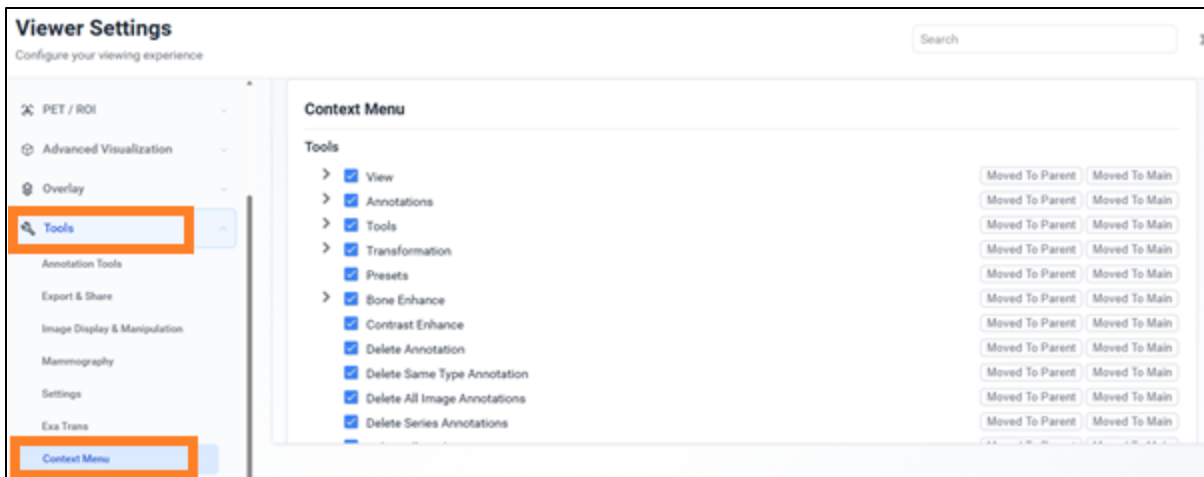 Viewer Settings
Configure your viewing experience
Search
PET / ROI
Advanced Visualization
Overlay
Tools
Annotation Tools
Export & Share
Image Display & Manipulation
Mammography
Settings
Exa Trans
Context Menu
Context Menu
Tools
View Moved To Parent Moved To Main
Annotations Moved To Parent Moved To Main
Tools Moved To Parent Moved To Main
Transformation Moved To Parent Moved To Main
Presets Moved To Parent Moved To Main
Bone Enhance Moved To Parent Moved To Main
Contrast Enhance Moved To Parent Moved To Main
Delete Annotation Moved To Parent Moved To Main
Delete Same Type Annotation Moved To Parent Moved To Main
Delete All Image Annotations Moved To Parent Moved To Main
Delete Series Annotations Moved To Parent Moved To Main